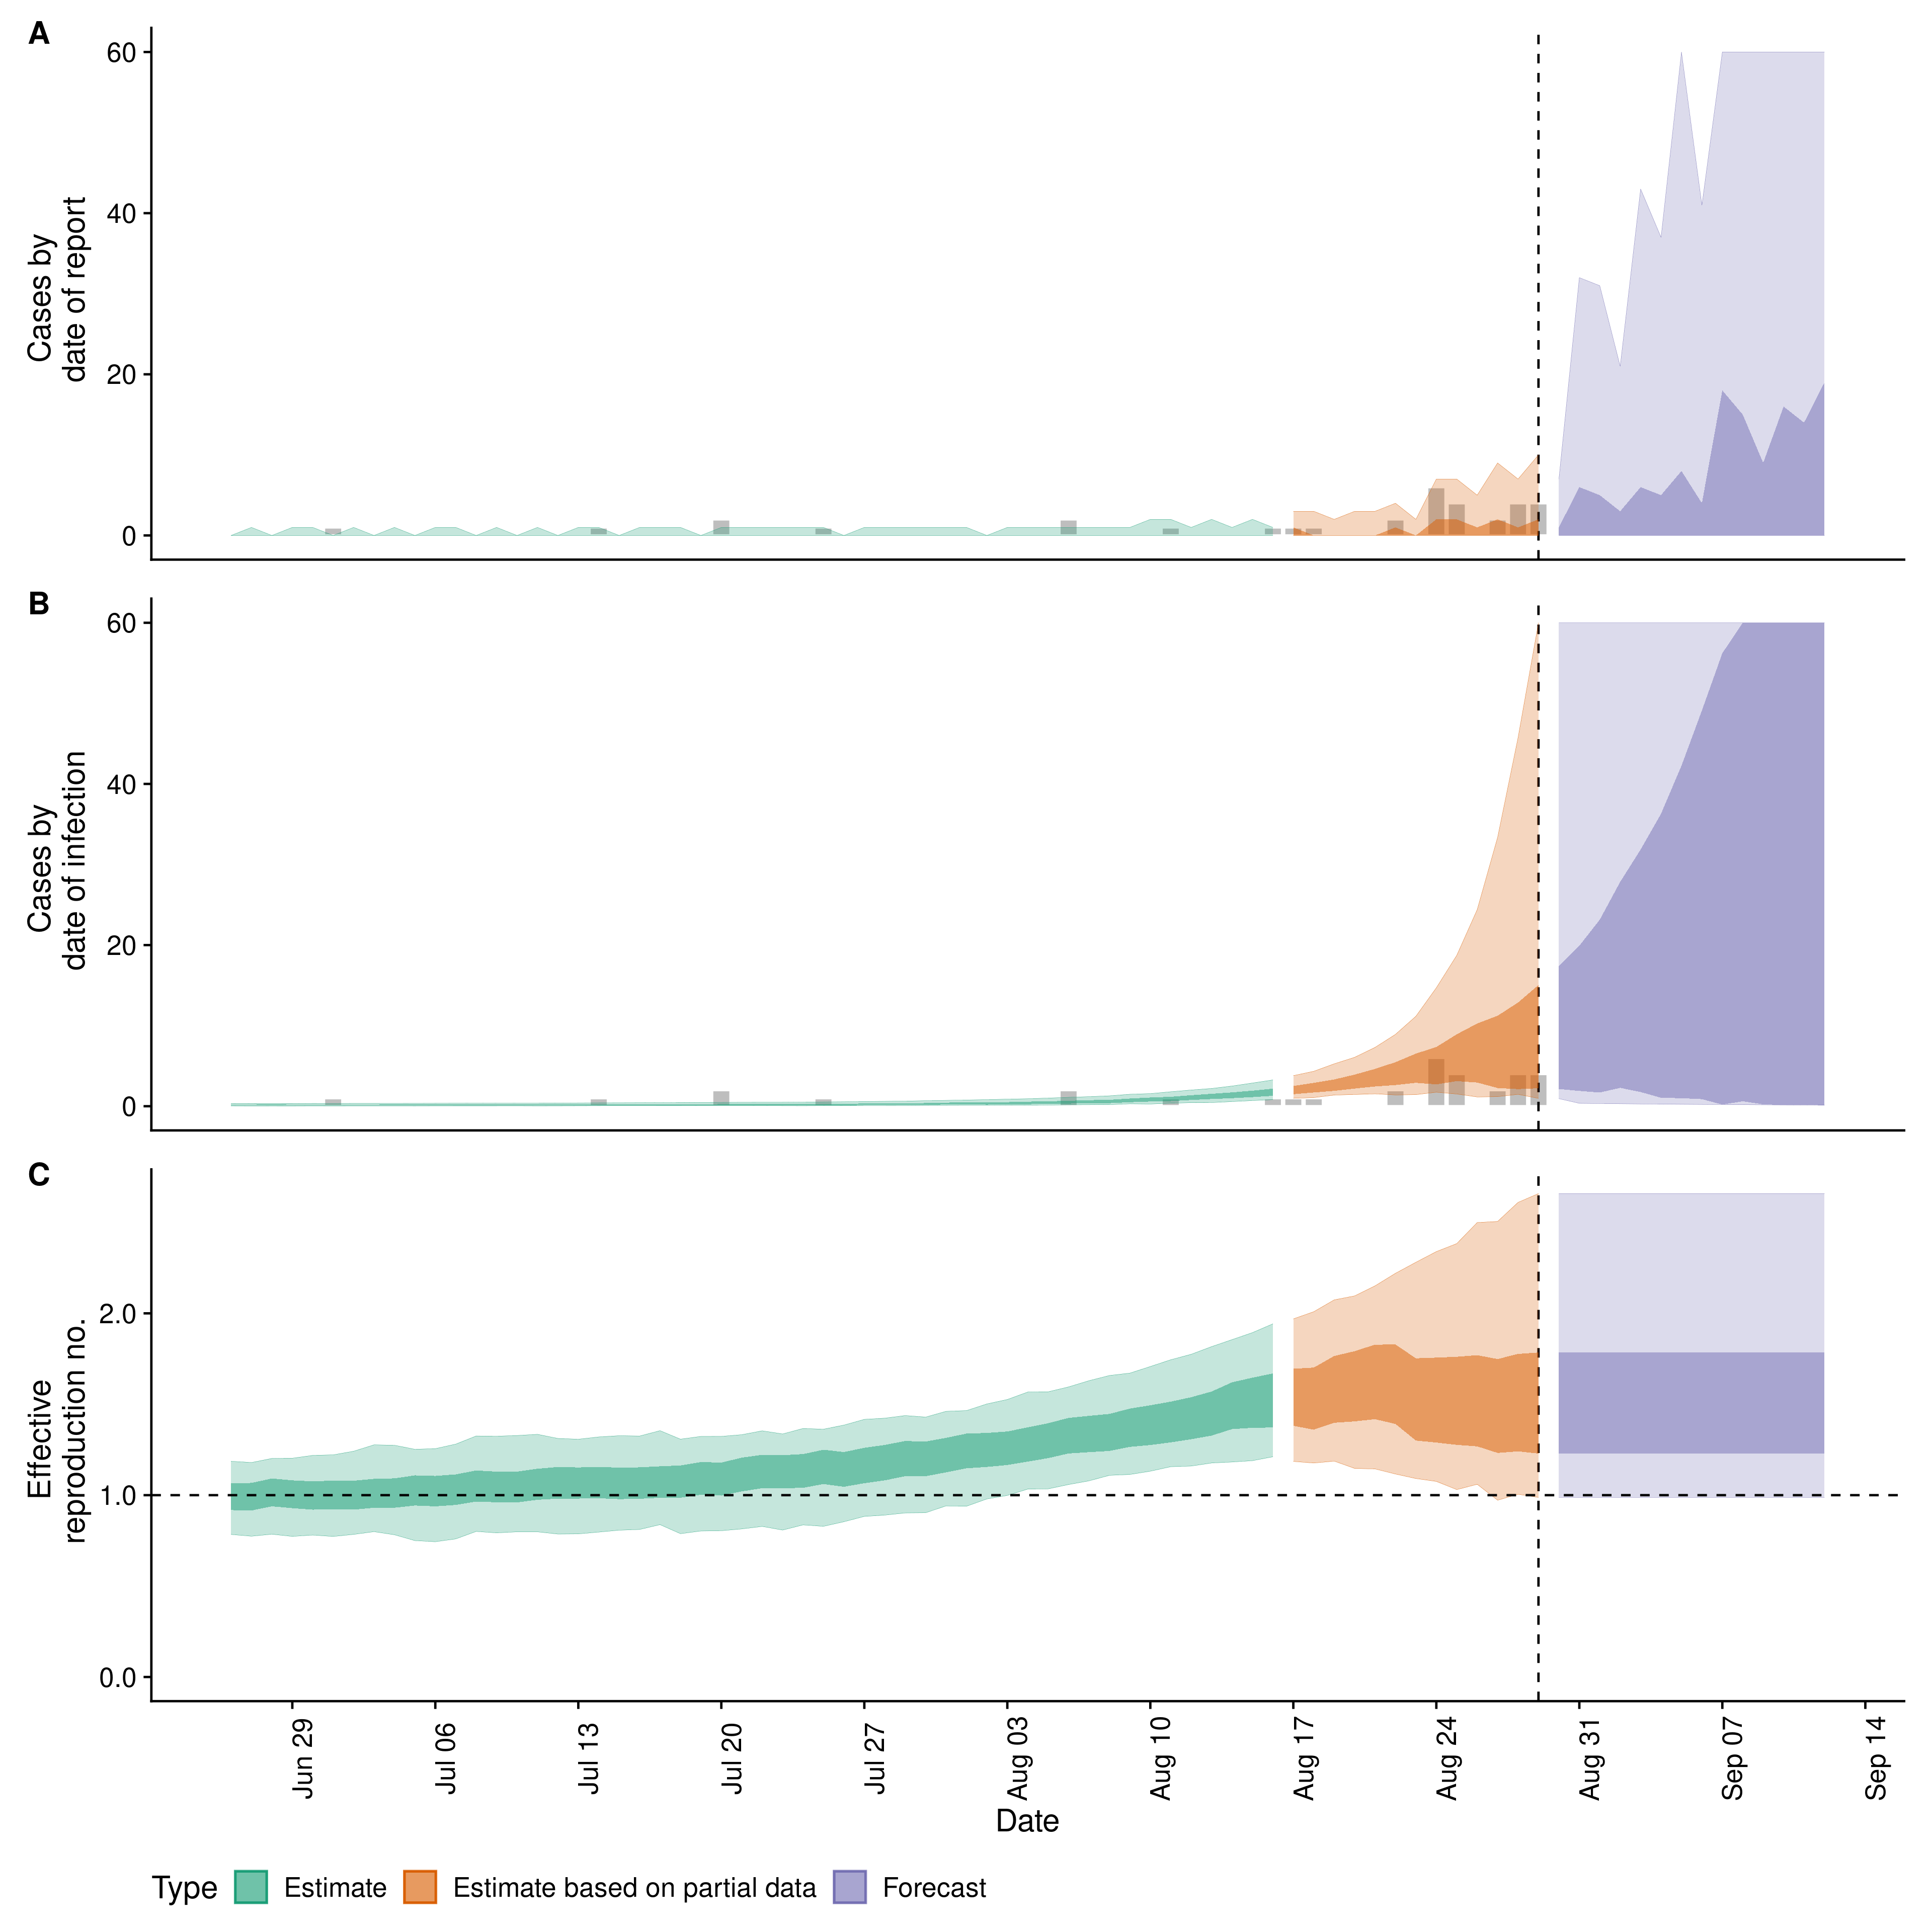 A
Cases by
date of report
60
40
20
0
B
Cases by
date of infection
60
40
20
0
C
Effective
reproduction no.
2.0
1.0
0.0
Jun 29
Jul 06
Jul 13
Jul 20
Jul 27
Aug 03
Aug 10
Aug 17
Aug 24
Aug 31
Sep 07
Sep 14
Date
Type Estimate Estimate based on partial data Forecast